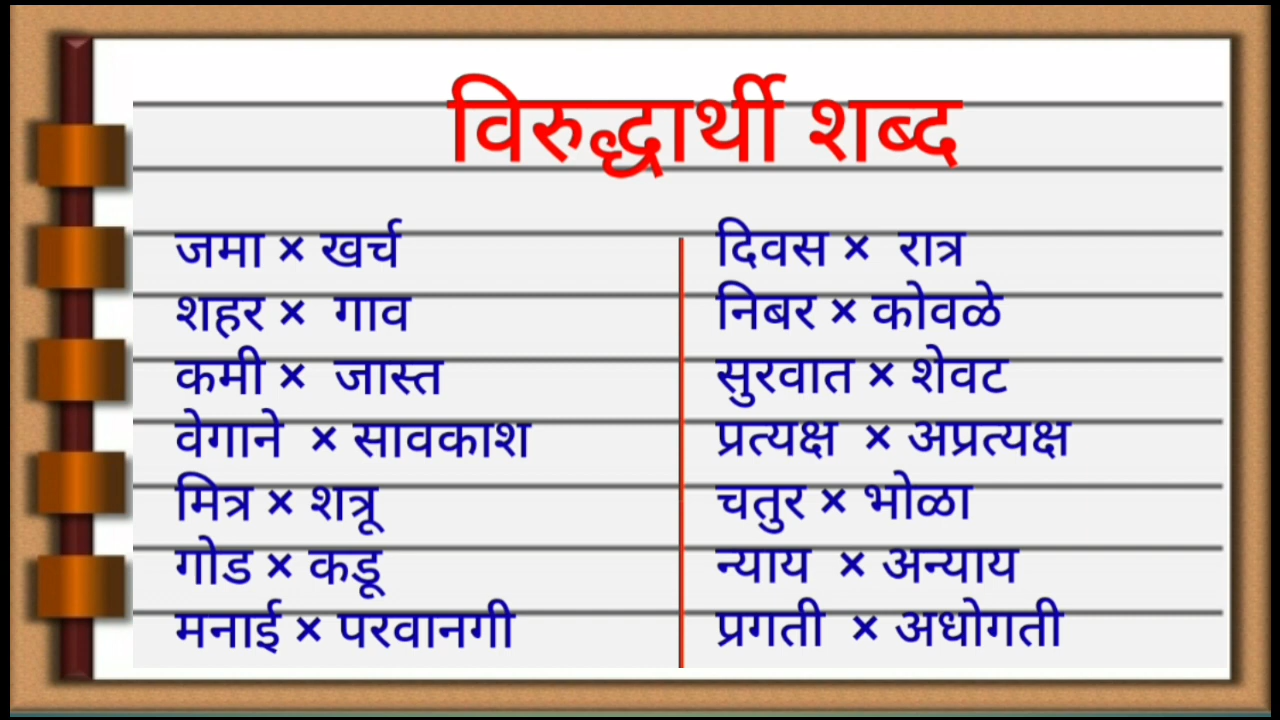 विरुद्धार्थी शब्द
जमा × खर्च
शहर × गाव
कमी × जास्त
वेगाने × सावकाश
मित्र × शत्रू
गोड × कडू
मनाई × परवानगी
दिवस × रात्र
निबर × कोवळे
सुरवात × शेवट
प्रत्यक्ष × अप्रत्यक्ष
चतुर × भोळा
न्याय × अन्याय
प्रगती × अधोगती